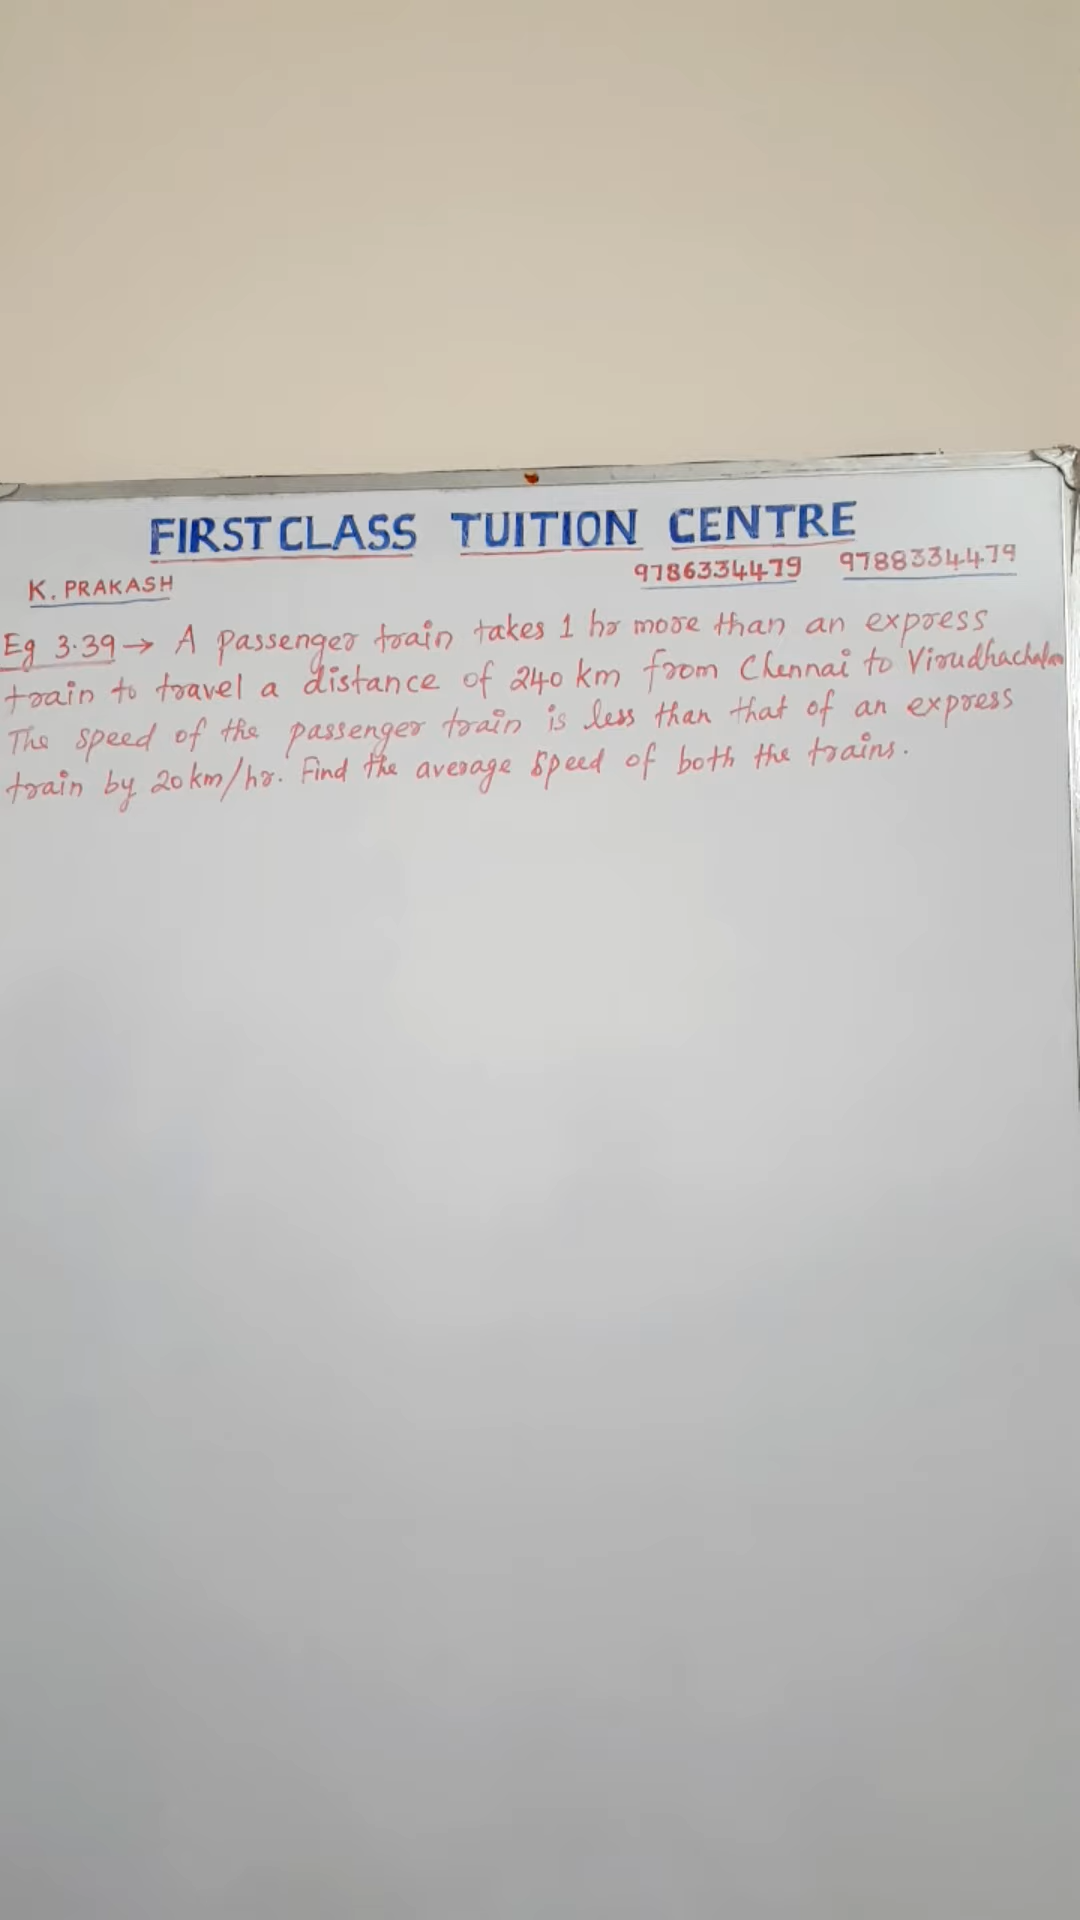 FIRST CLASS TUITION CENTRE
K. PRAKASH 9786334479 9788334479
Eg 3.39 → A passenger train takes 1 hr more than an express
train to travel a distance of 240 km from Chennai to Virudhachalam
The speed of the passenger train is less than that of an express
train by 20 km/hr. Find the average speed of both the trains.